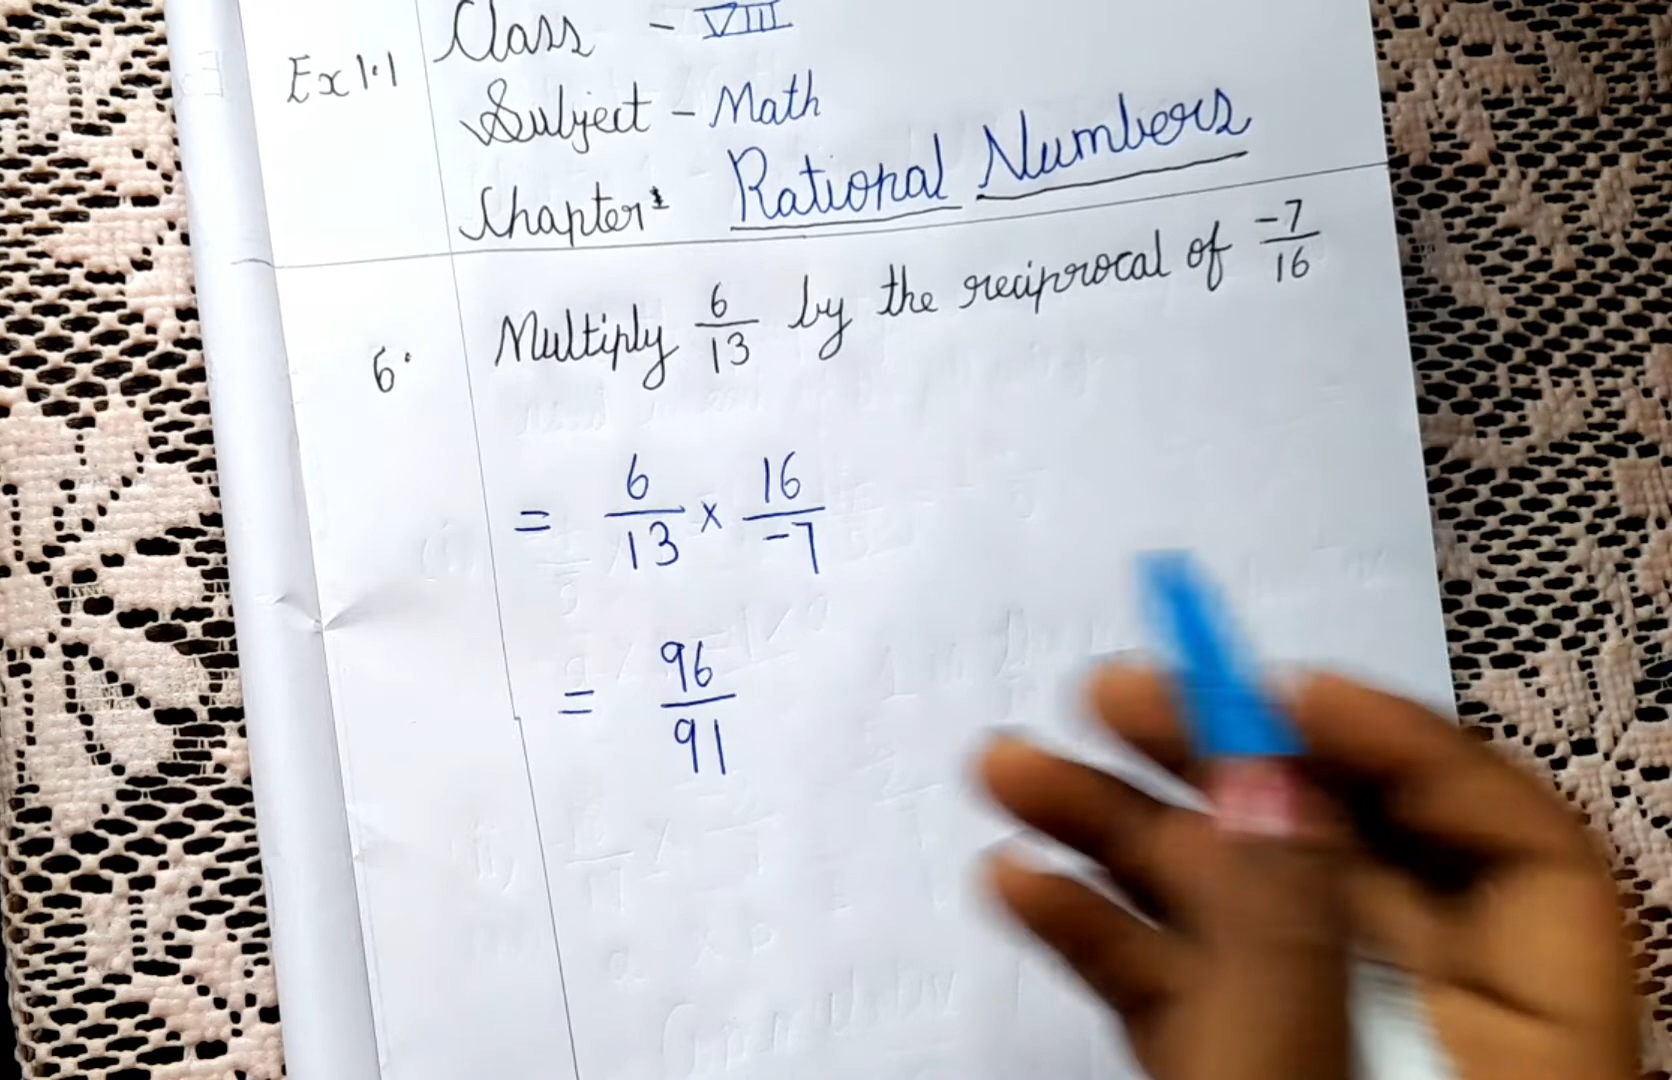 Class - VIII
Ex 1.1
Subject - Math
Chapter: Rational Numbers
6. Multiply 6/13 by the reciprocal of -7/16
= 6/13 × 16/-7
= 96/91